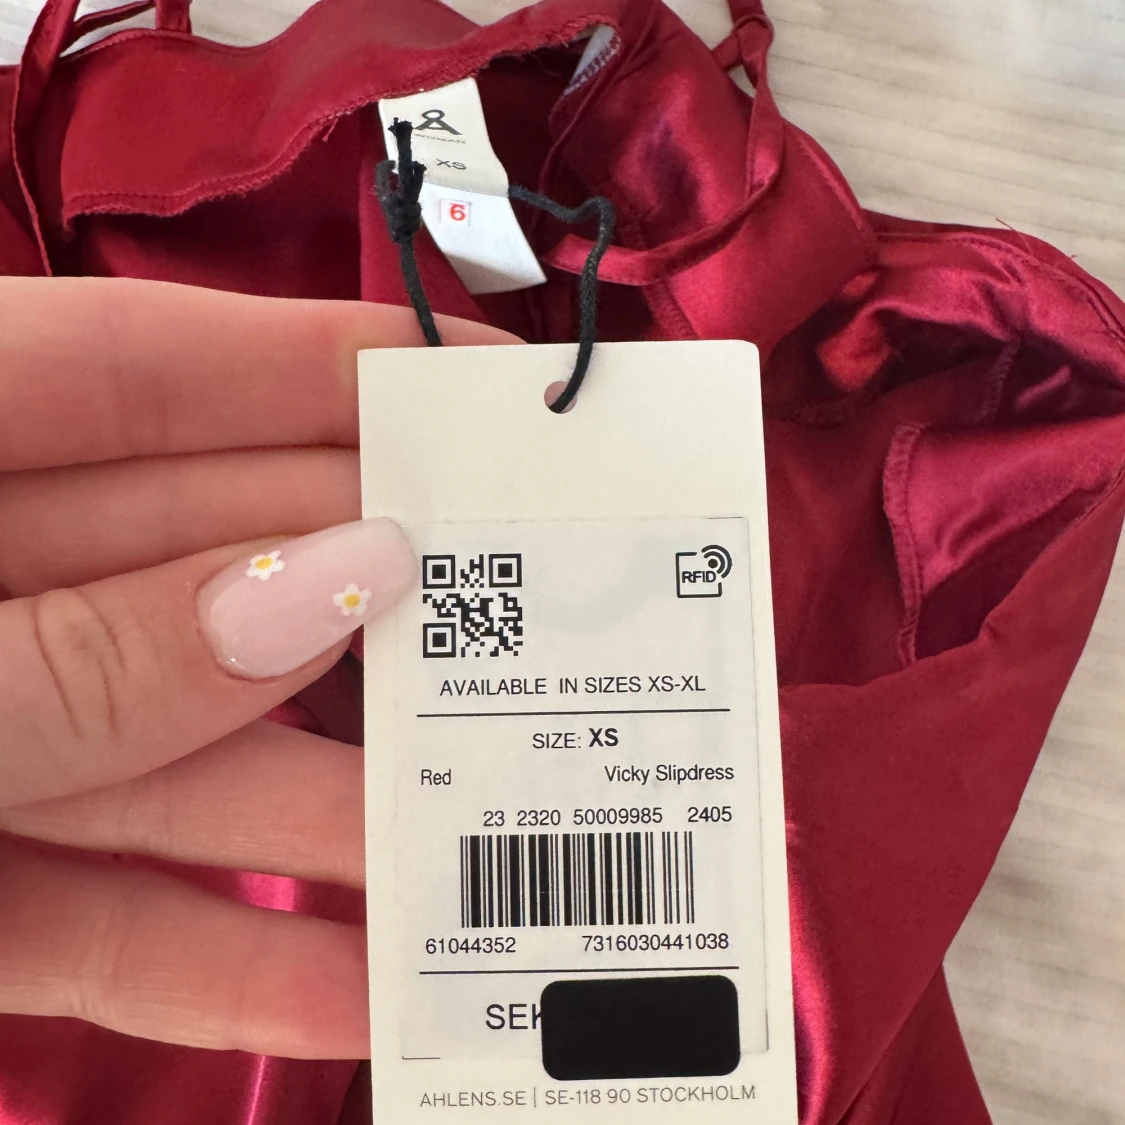 XS
6
RFID
AVAILABLE IN SIZES XS-XL
SIZE: XS
Red Vicky Slipdress
23 2320 50009985 2405
61044352 7316030441038
SEK
AHLENS.SE | SE-118 90 STOCKHOLM